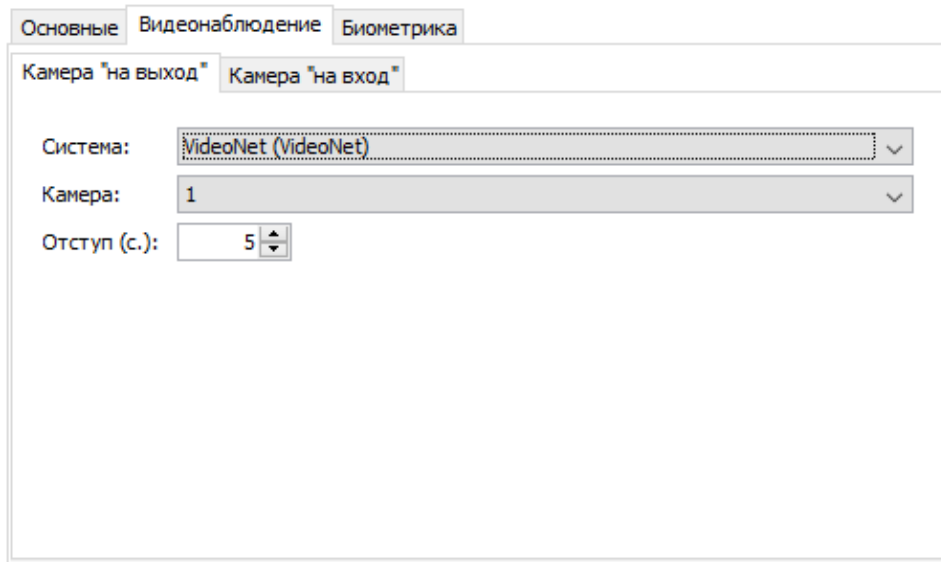 Основные Видеонаблюдение Биометрика
Камера "на выход" Камера "на вход"
Система: VideoNet (VideoNet)
Камера: 1
Отступ (с.): 5